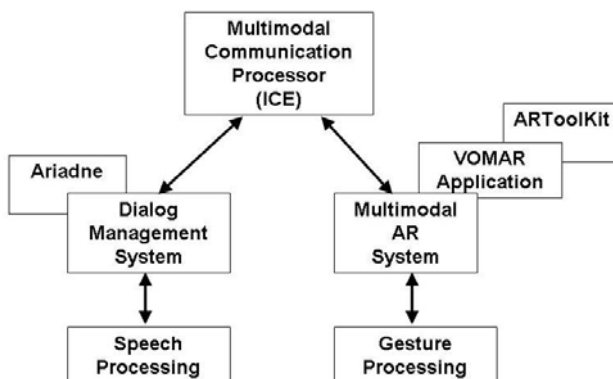 Multimodal
Communication
Processor
(ICE)
ARToolKit
VOMAR
Application
Ariadne
Dialog
Management
System
Multimodal
AR
System
Speech
Processing
Gesture
Processing